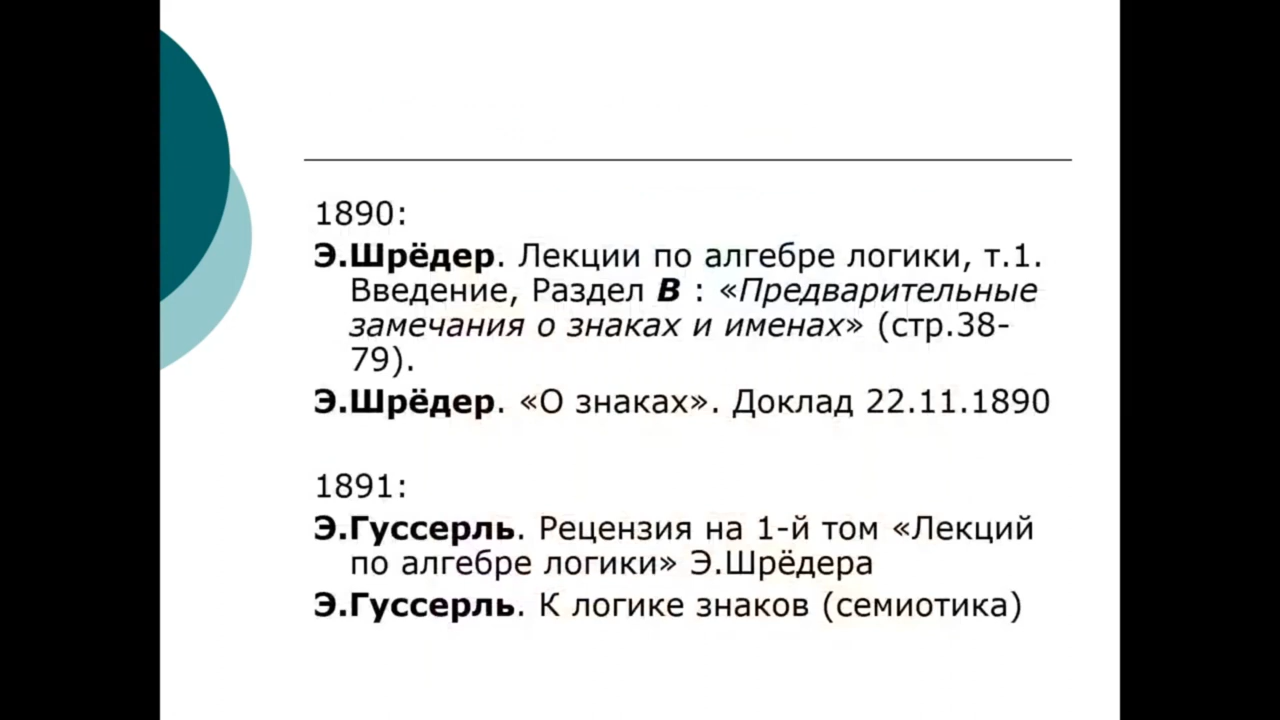 1890:
Э.Шрёдер. Лекции по алгебре логики, т.1.
Введение, Раздел B : «Предварительные
замечания о знаках и именах» (стр.38-
79).
Э.Шрёдер. «О знаках». Доклад 22.11.1890
1891:
Э.Гуссерль. Рецензия на 1-й том «Лекций
по алгебре логики» Э.Шрёдера
Э.Гуссерль. К логике знаков (семиотика)